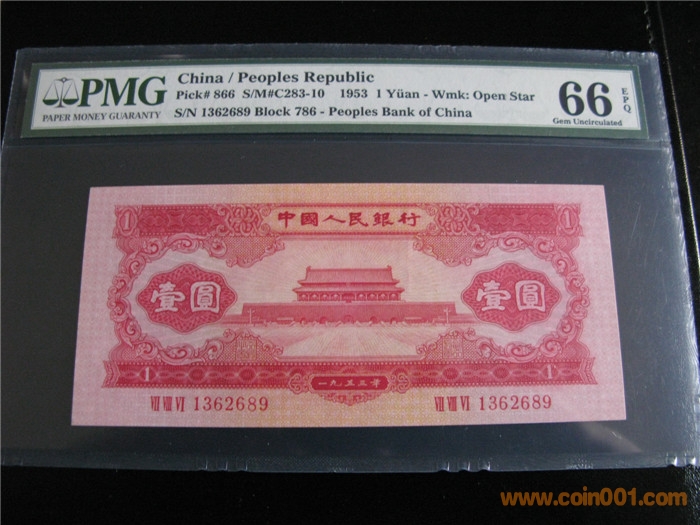 PMG
PAPER MONEY GUARANTY
China / Peoples Republic
Pick# 866 S/M#C283-10 1953 1 Yüan - Wmk: Open Star
S/N 1362689 Block 786 - Peoples Bank of China
66 EPQ
Gem Uncirculated
1 中國人民銀行 1
壹圓 壹圓
1 一九五三年 1
VII VIII VI 1362689 VII VIII VI 1362689
www.coin001.com